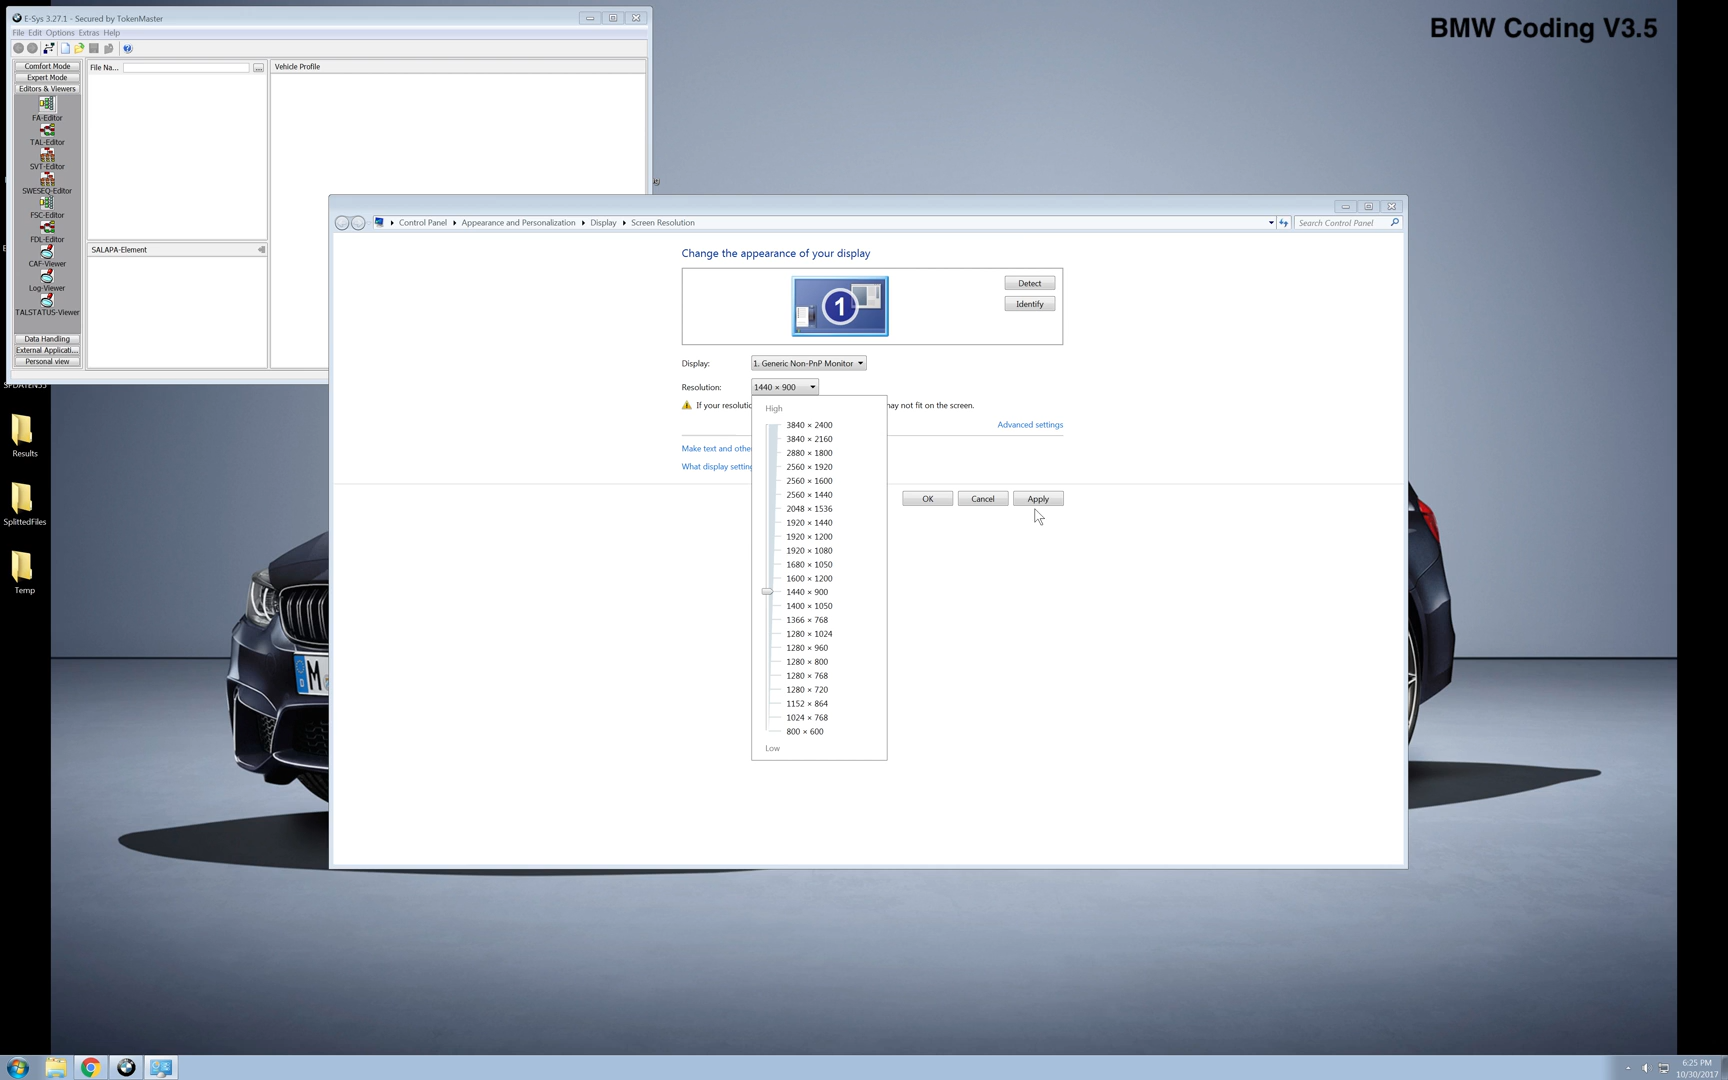 E-Sys 3.27.1 - Secured by TokenMaster
BMW Coding V3.5
File Edit Options Extras Help
Comfort Mode
Expert Mode
Editors & Viewers
FA-Editor
TAL-Editor
SVT-Editor
SWESEQ-Editor
FSC-Editor
FDL-Editor
CAF-Viewer
Log-Viewer
TALSTATUS-Viewer
Data Handling
External Applicati...
Personal view
File Na...
...
Vehicle Profile
SALAPA-Element
Control Panel
Appearance and Personalization
Display
Screen Resolution
Search Control Panel
Change the appearance of your display
1
Detect
Identify
Display: 1. Generic Non-PnP Monitor
Resolution: 1440 × 900
If your resolutio
may not fit on the screen.
Advanced settings
Make text and othe
What display setting
High
3840 × 2400
3840 × 2160
2880 × 1800
2560 × 1920
2560 × 1600
2560 × 1440
2048 × 1536
1920 × 1440
1920 × 1200
1920 × 1080
1680 × 1050
1600 × 1200
1440 × 900
1400 × 1050
1366 × 768
1280 × 1024
1280 × 960
1280 × 800
1280 × 768
1280 × 720
1152 × 864
1024 × 768
800 × 600
Low
OK Cancel Apply
Results
SplittedFiles
Temp
M
6:25 PM
10/30/2017